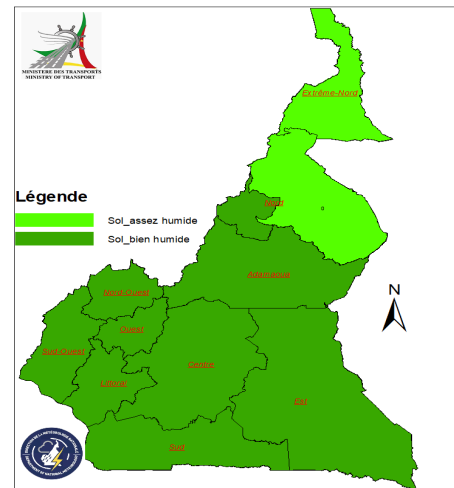 MINISTERE DES TRANSPORTS
MINISTRY OF TRANSPORT
Extrême-Nord
Légende
Sol_assez humide
Sol_bien humide
Nord
Adamaoua
N
Nord-Ouest
Ouest
Sud-Ouest
Centre
Littoral
Est
Sud